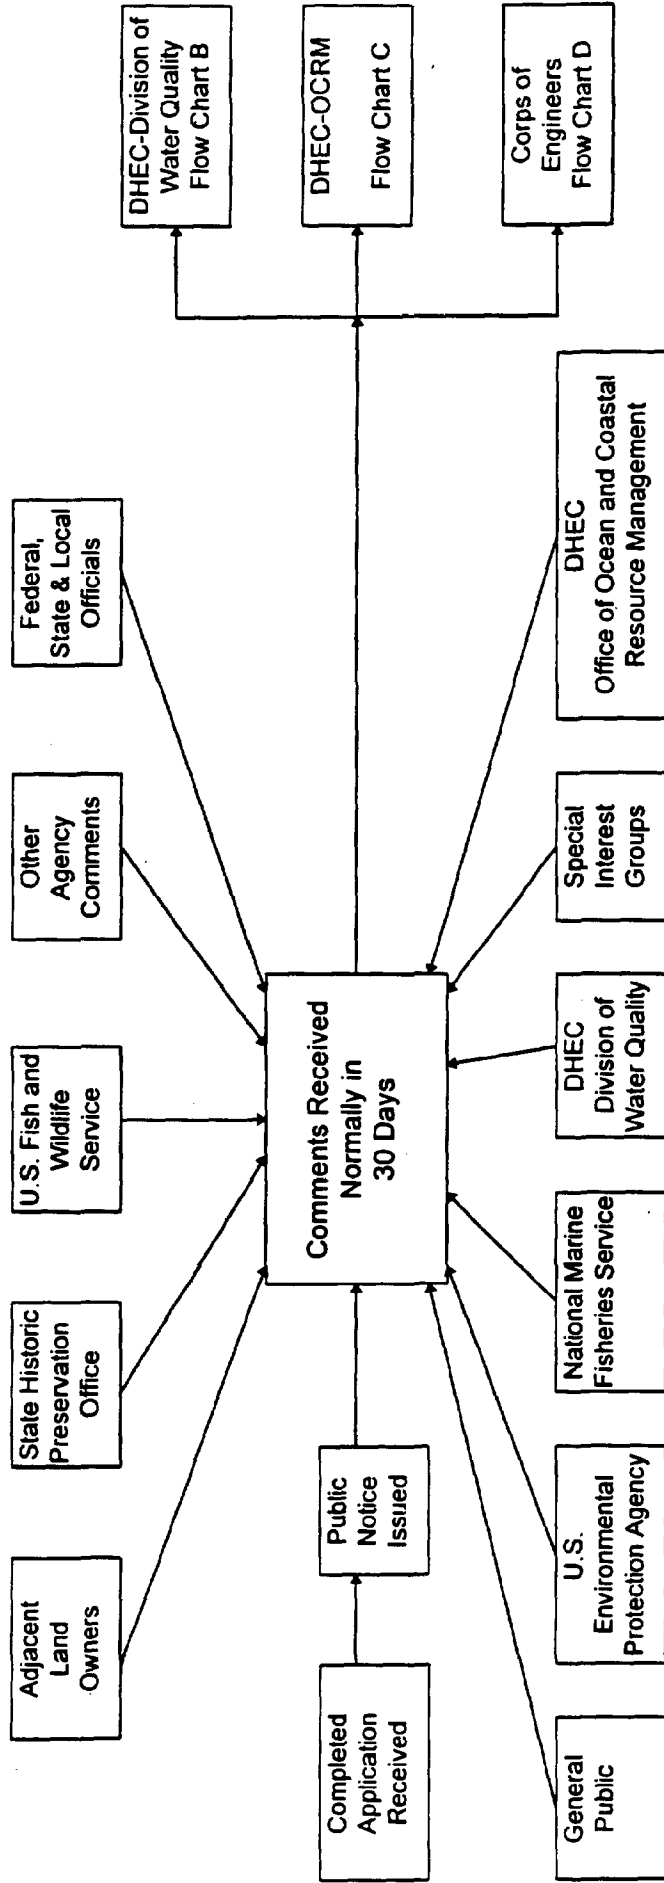 Adjacent
Land
Owners
State Historic
Preservation
Office
U.S. Fish and
Wildlife
Service
Other
Agency
Comments
Federal,
State & Local
Officials
Completed
Application
Received
Public
Notice
Issued
Comments Received
Normally in
30 Days
General
Public
U.S.
Environmental
Protection Agency
National Marine
Fisheries Service
DHEC
Division of
Water Quality
Special
Interest
Groups
DHEC
Office of Ocean and Coastal
Resource Management
DHEC-Division of
Water Quality
Flow Chart B
DHEC-OCRM
Flow Chart C
Corps of
Engineers
Flow Chart D